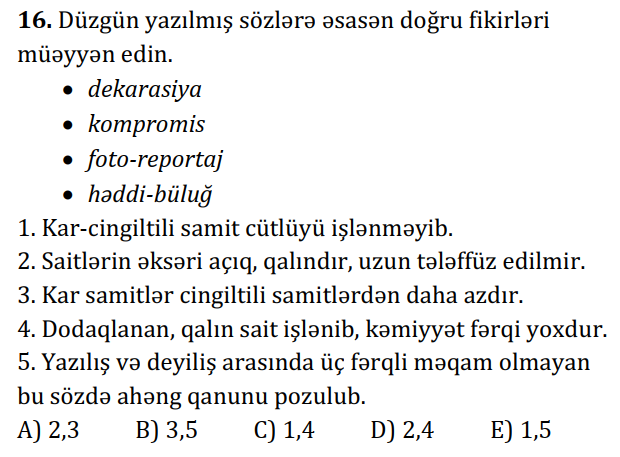 16. Düzgün yazılmış sözlərə əsasən doğru fikirləri
müəyyən edin.
• dekarasiya
• kompromis
• foto-reportaj
• həddi-büluğ
1. Kar-cingiltili samit cütlüyü işlənməyib.
2. Saitlərin əksəri açıq, qalındır, uzun tələffüz edilmir.
3. Kar samitlər cingiltili samitlərdən daha azdır.
4. Dodaqlanan, qalın sait işlənib, kəmiyyət fərqi yoxdur.
5. Yazılış və deyiliş arasında üç fərqli məqam olmayan
bu sözdə ahəng qanunu pozulub.
A) 2,3 B) 3,5 C) 1,4 D) 2,4 E) 1,5